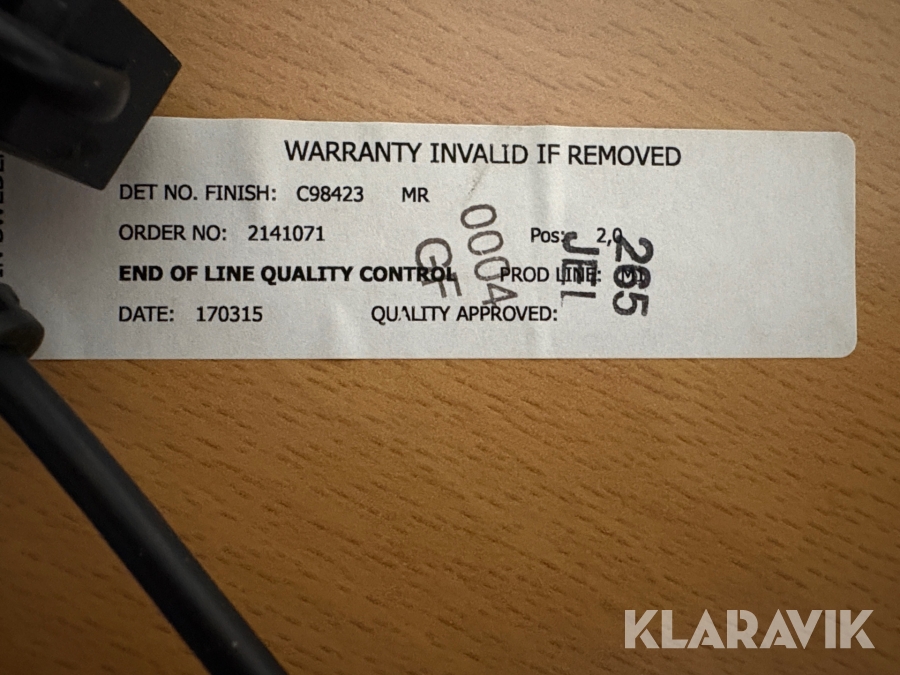 WARRANTY INVALID IF REMOVED
DET NO. FINISH: C98423 MR
ORDER NO: 2141071 Pos: 2,0
END OF LINE QUALITY CONTROL PROD LINE:
DATE: 170315 QUALITY APPROVED:
0004
GF
265
KLARAVIK